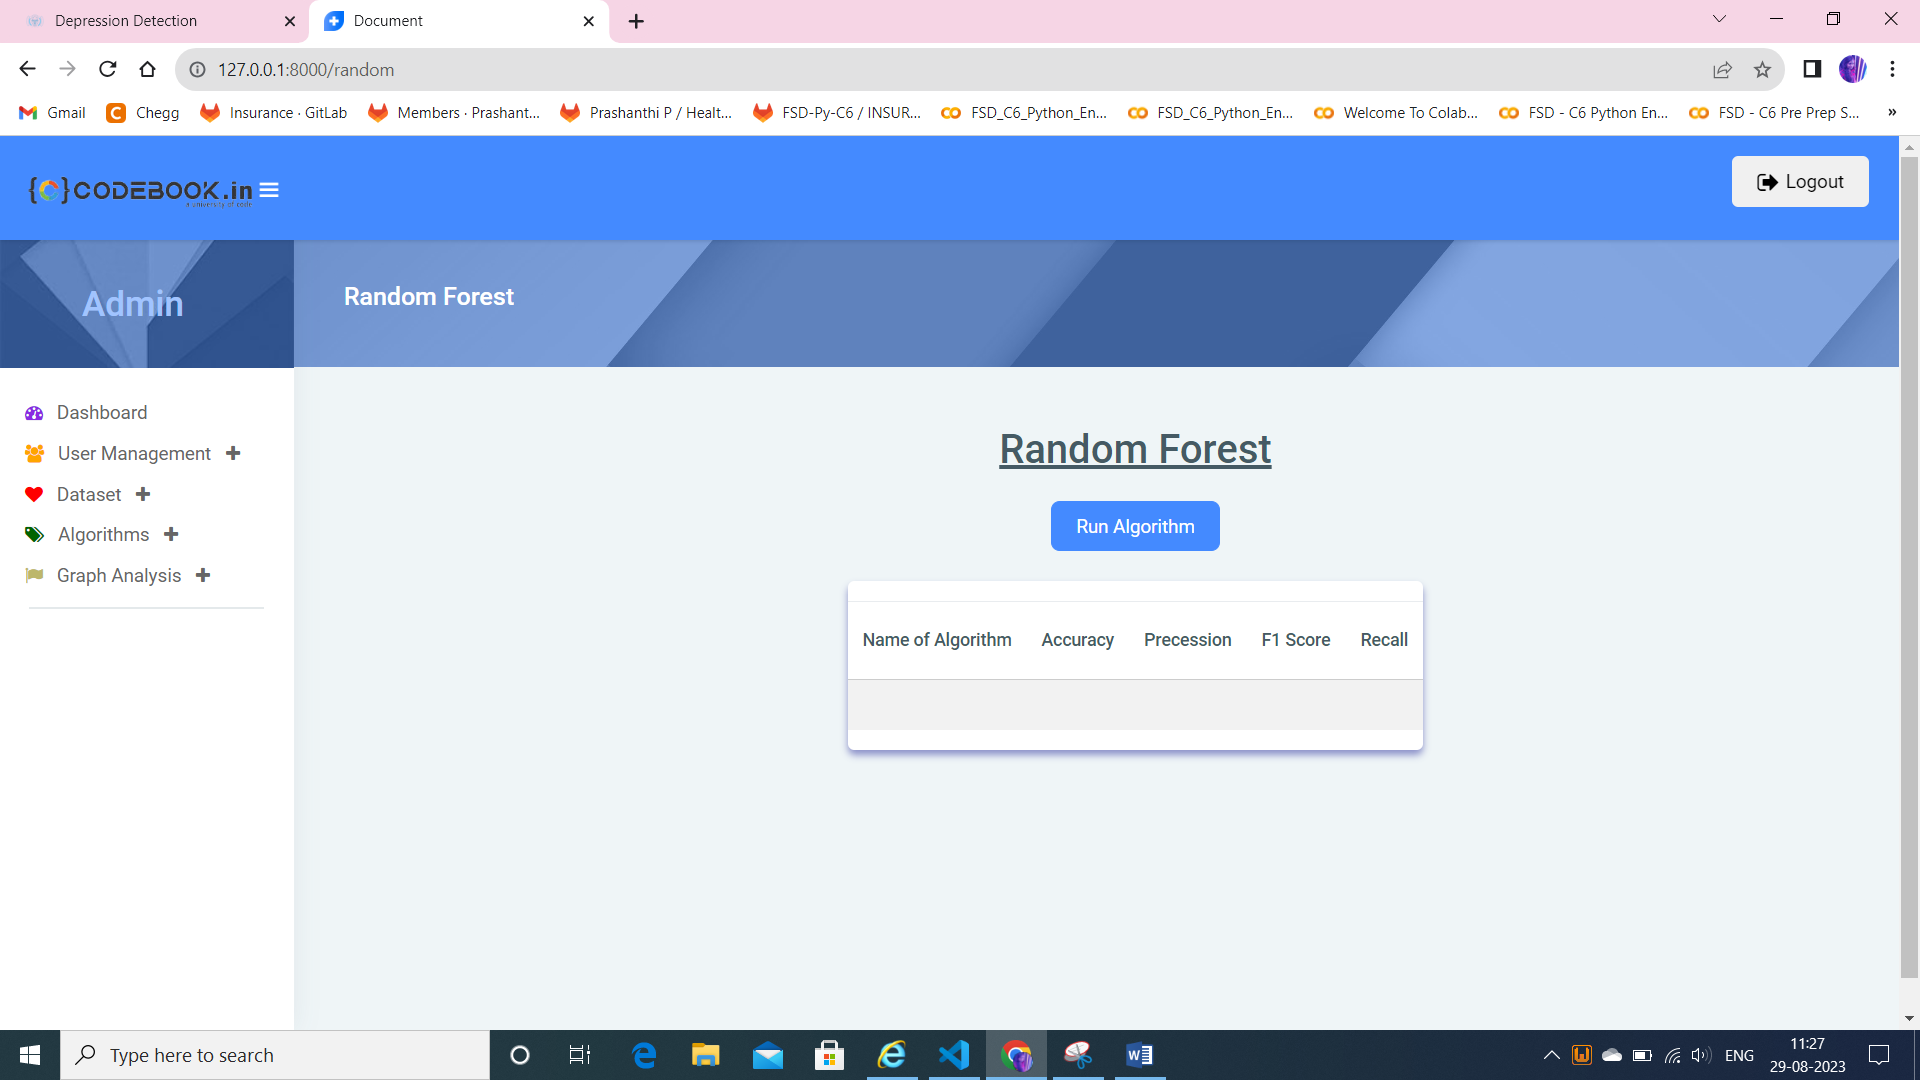 Depression Detection
Document
127.0.0.1:8000/random
Gmail
Chegg
Insurance · GitLab
Members · Prashant...
Prashanthi P / Healt...
FSD-Py-C6 / INSUR...
FSD_C6_Python_En...
FSD_C6_Python_En...
Welcome To Colab...
FSD - C6 Python En...
FSD - C6 Pre Prep S...
»
{ }CODEBOOK.in
a university of code
Logout
Admin
Random Forest
Dashboard
User Management
Dataset
Algorithms
Graph Analysis
Random Forest
Run Algorithm
Name of Algorithm Accuracy Precession F1 Score Recall
Type here to search
ENG
11:27
29-08-2023